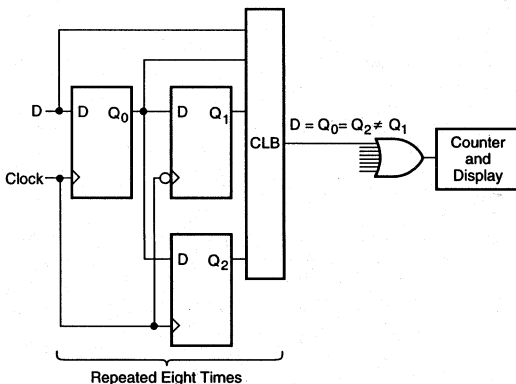 D
D Q0
D Q1
Clock
D Q2
CLB
D = Q0 = Q2 ≠ Q1
Counter
and
Display
Repeated Eight Times